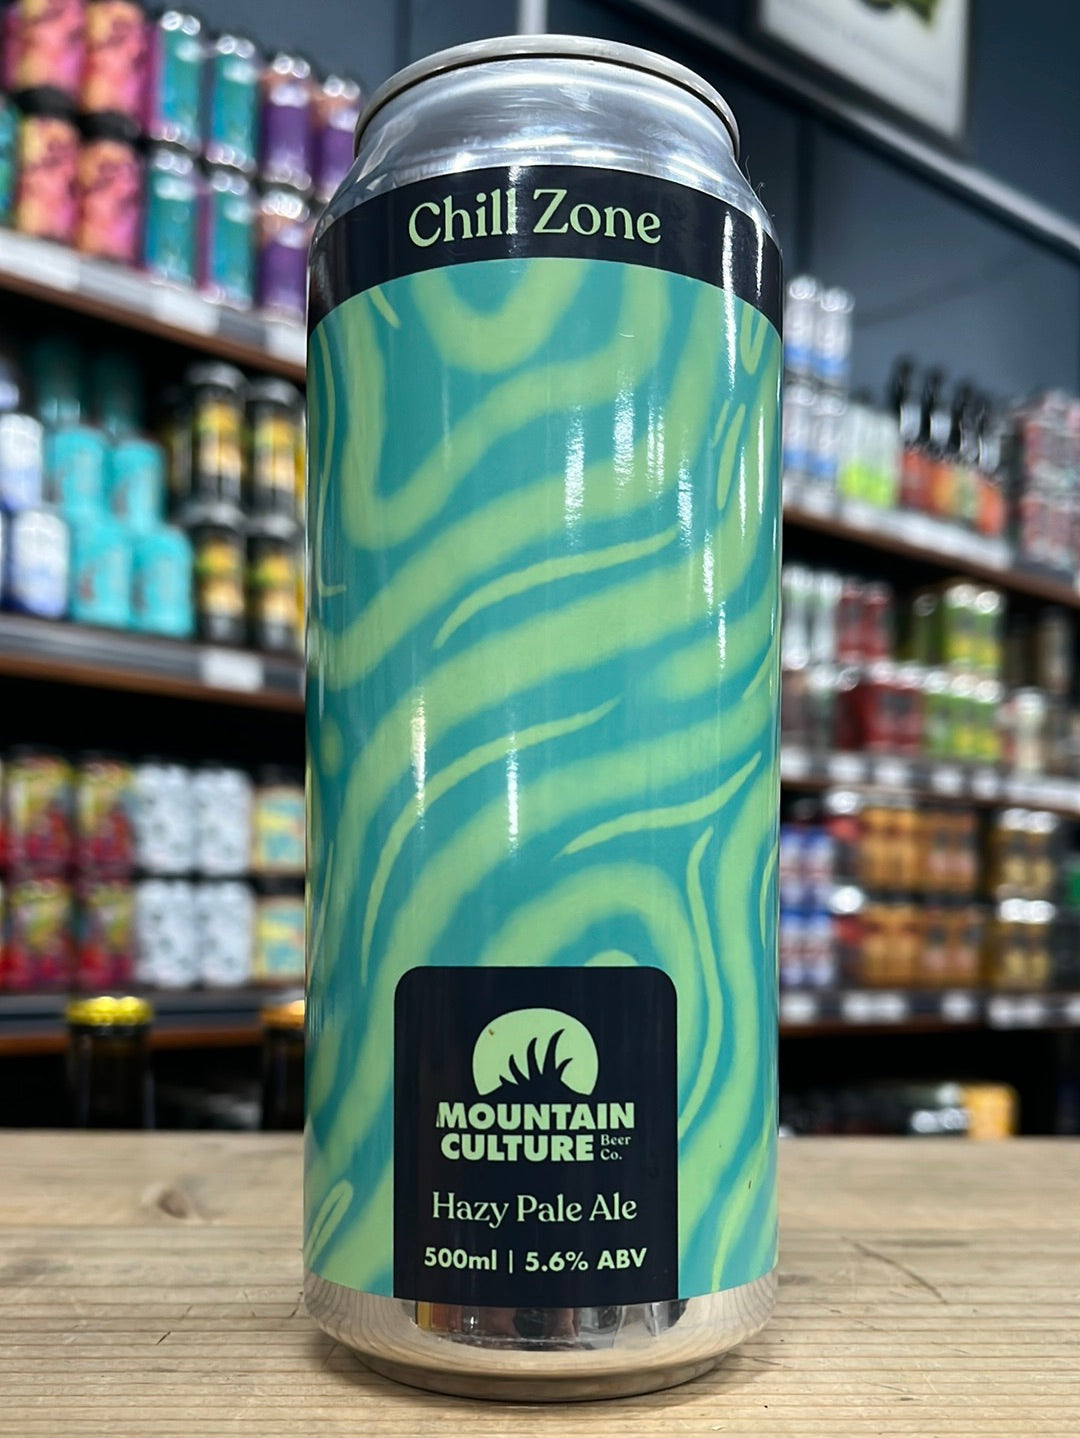 Chill Zone
MOUNTAIN
CULTURE Beer Co.
Hazy Pale Ale
500ml | 5.6% ABV